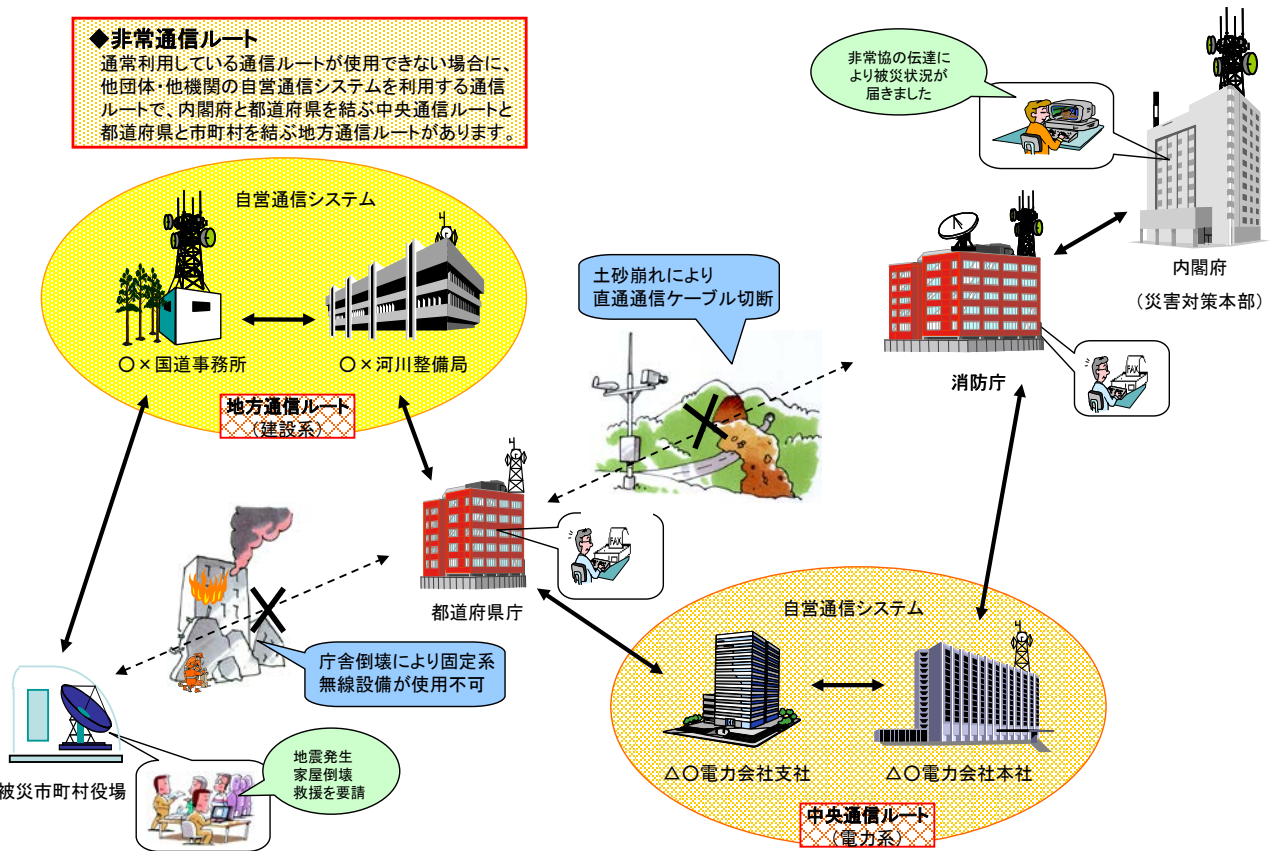 ◆非常通信ルート
通常利用している通信ルートが使用できない場合に、
他団体・他機関の自営通信システムを利用する通信
ルートで、内閣府と都道府県を結ぶ中央通信ルートと
都道府県と市町村を結ぶ地方通信ルートがあります。
非常協の伝達に
より被災状況が
届きました
内閣府
(災害対策本部)
自営通信システム
〇×国道事務所
〇×河川整備局
地方通信ルート
(建設系)
土砂崩れにより
直通通信ケーブル切断
消防庁
FAX
FAX
都道府県庁
庁舎倒壊により固定系
無線設備が使用不可
地震発生
家屋倒壊
救援を要請
被災市町村役場
自営通信システム
△〇電力会社支社
△〇電力会社本社
中央通信ルート
(電力系)